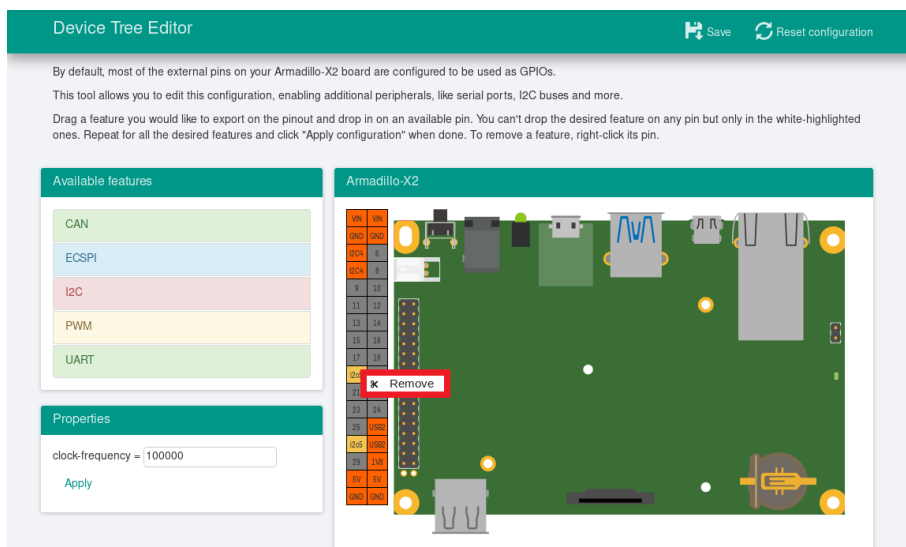 Device Tree Editor
Save
Reset configuration
By default, most of the external pins on your Armadillo-X2 board are configured to be used as GPIOs.
This tool allows you to edit this configuration, enabling additional peripherals, like serial ports, I2C buses and more.
Drag a feature you would like to export on the pinout and drop in on an available pin. You can't drop the desired feature on any pin but only in the white-highlighted
ones. Repeat for all the desired features and click "Apply configuration" when done. To remove a feature, right-click its pin.
Available features
CAN
ECSPI
I2C
PWM
UART
Properties
clock-frequency = 100000
Apply
Armadillo-X2
VIN VIN
GND GND
I2C4 6
I2C4 8
9 10
11 12
13 14
15 16
17 18
Remove
21
23 24
25 USB2
i2c5 USB2
29 1V8
5V 5V
GND GND